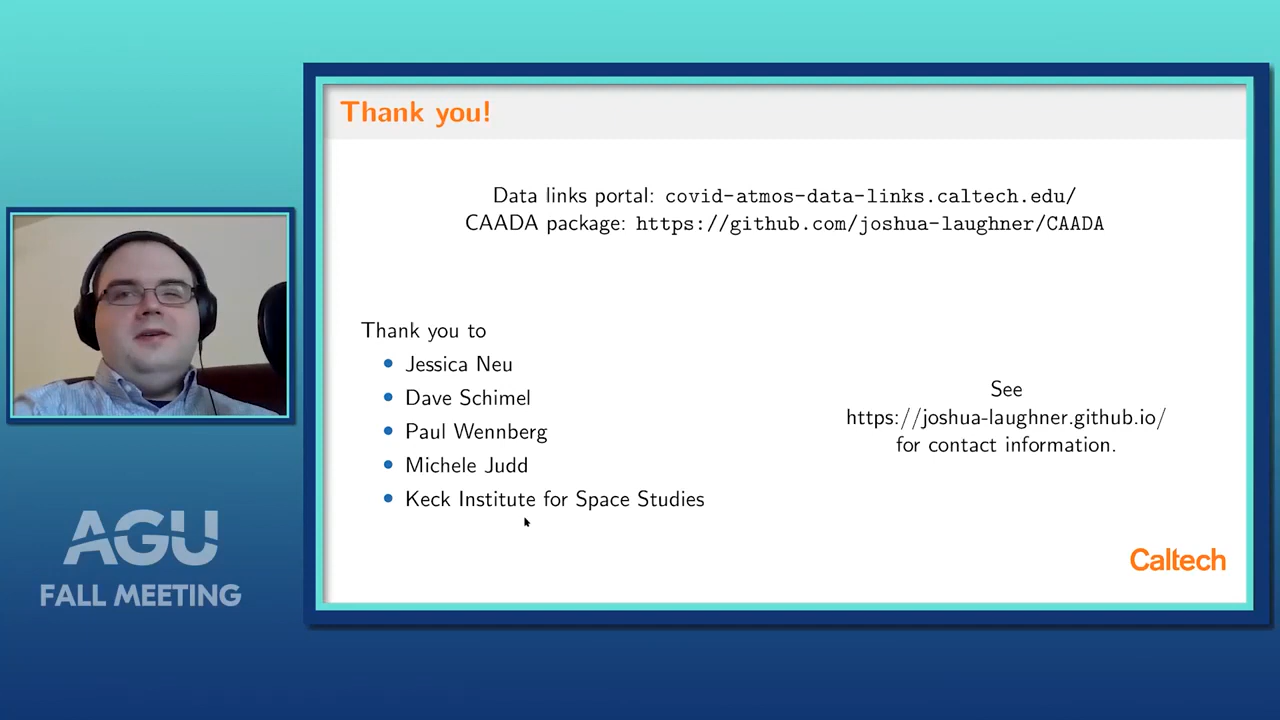 Thank you!
Data links portal: covid-atmos-data-links.caltech.edu/
CAADA package: https://github.com/joshua-laughner/CAADA
Thank you to
Jessica Neu
Dave Schimel
Paul Wennberg
Michele Judd
Keck Institute for Space Studies
See
https://joshua-laughner.github.io/
for contact information.
Caltech
AGU
FALL MEETING